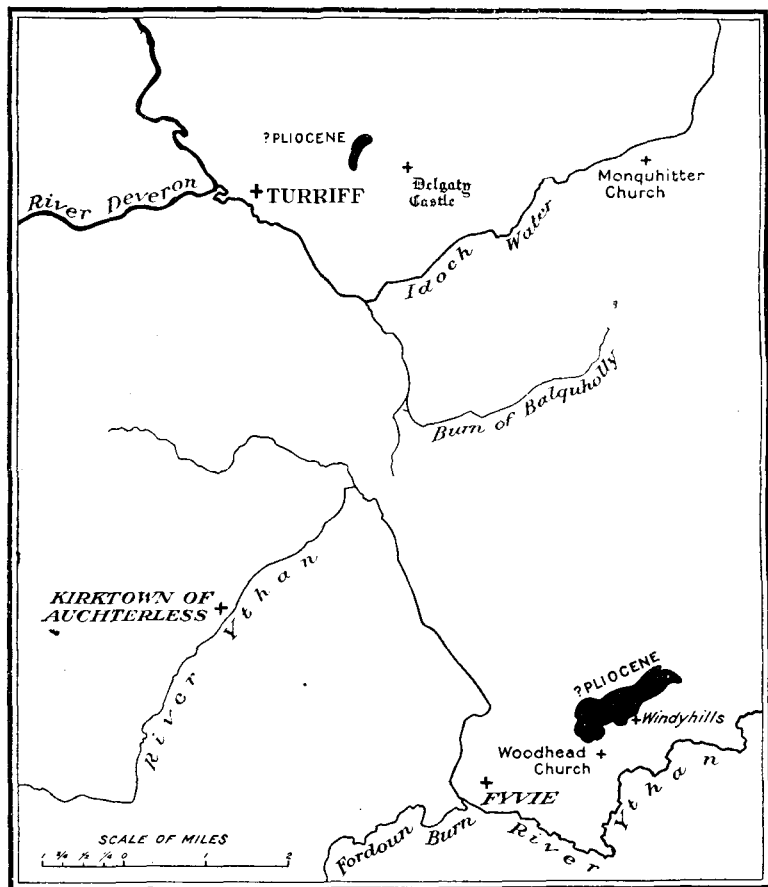 ?PLIOCENE
Delgaty
Castle
Monquhitter
Church
River Deveron
TURRIFF
Idoch Water
Burn of Balquholly
KIRKTOWN OF
AUCHTERLESS
River Ythan
?PLIOCENE
Windyhills
Woodhead
Church
FYVIE
River Ythan
Fordoun Burn
SCALE OF MILES
1 ¾ ½ ¼ 0 1 2